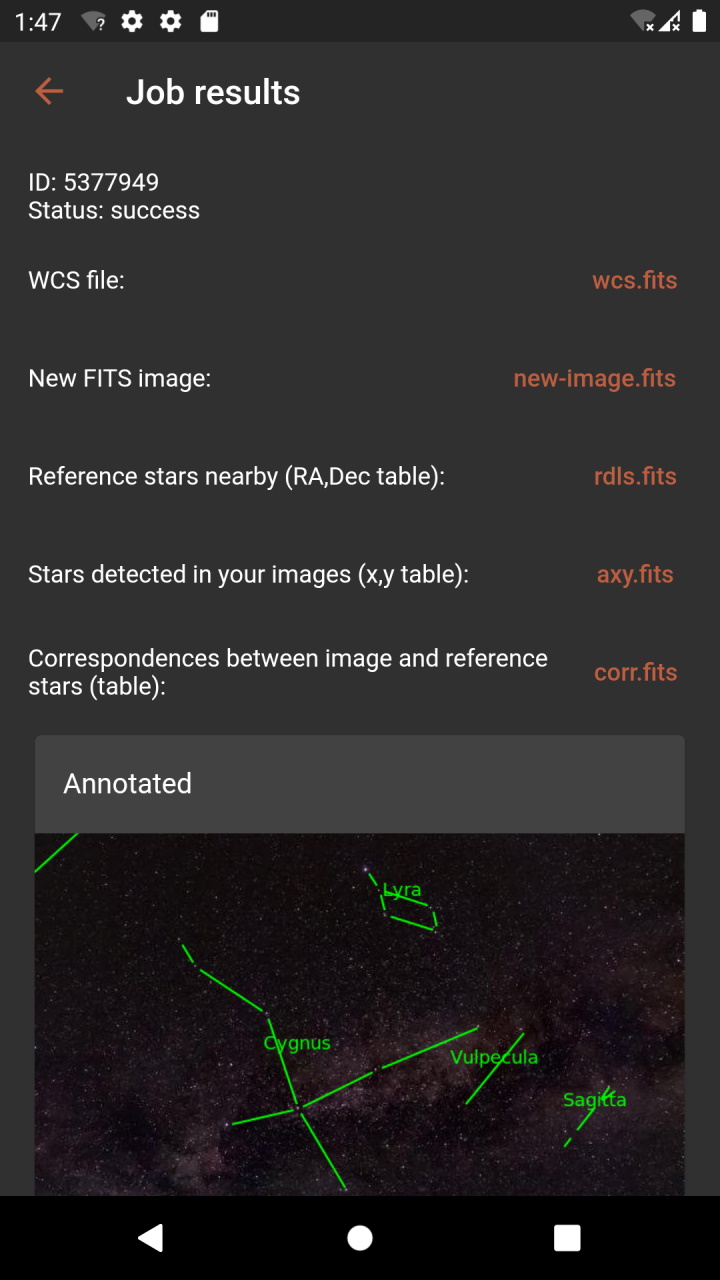 1:47
Job results
ID: 5377949
Status: success
WCS file:
wcs.fits
New FITS image:
new-image.fits
Reference stars nearby (RA,Dec table):
rdls.fits
Stars detected in your images (x,y table):
axy.fits
Correspondences between image and reference
stars (table):
corr.fits
Annotated
Lyra
Cygnus
Vulpecula
Sagitta